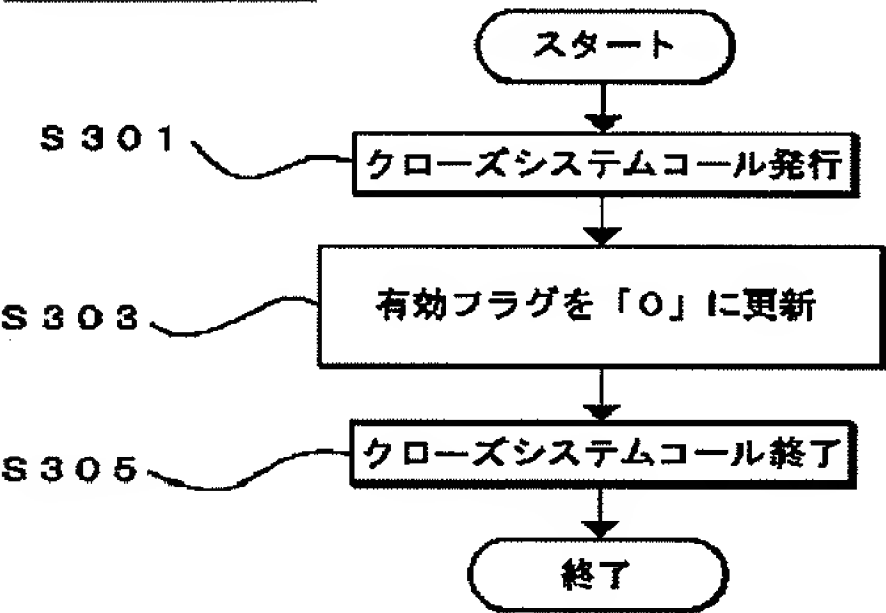 スタート
S301
クローズシステムコール発行
S303
有効フラグを「0」に更新
S305
クローズシステムコール終了
終了